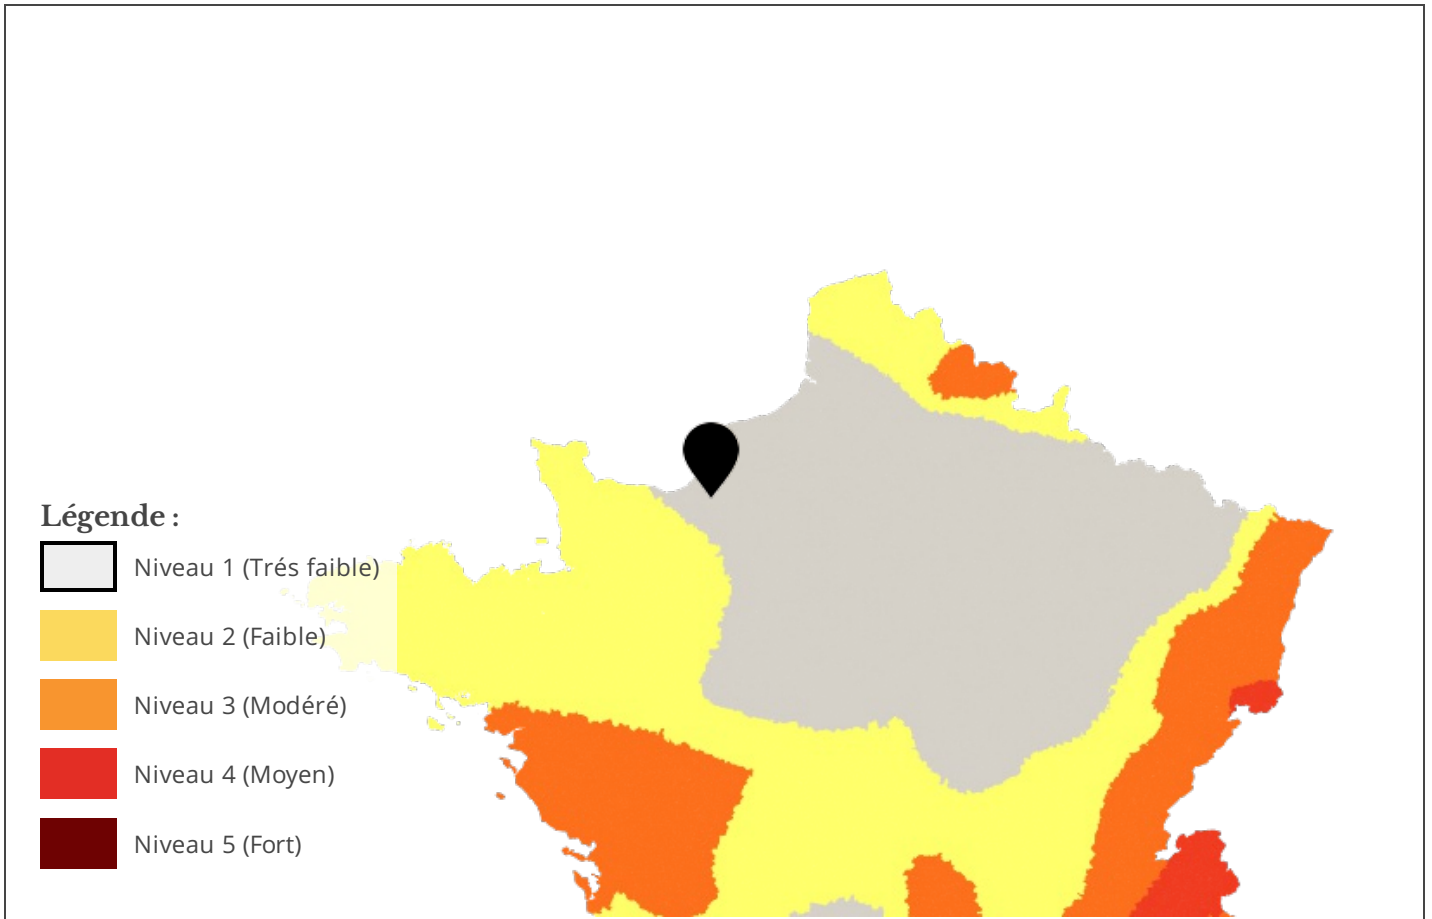 Légende :
Niveau 1 (Trés faible)
Niveau 2 (Faible)
Niveau 3 (Modéré)
Niveau 4 (Moyen)
Niveau 5 (Fort)